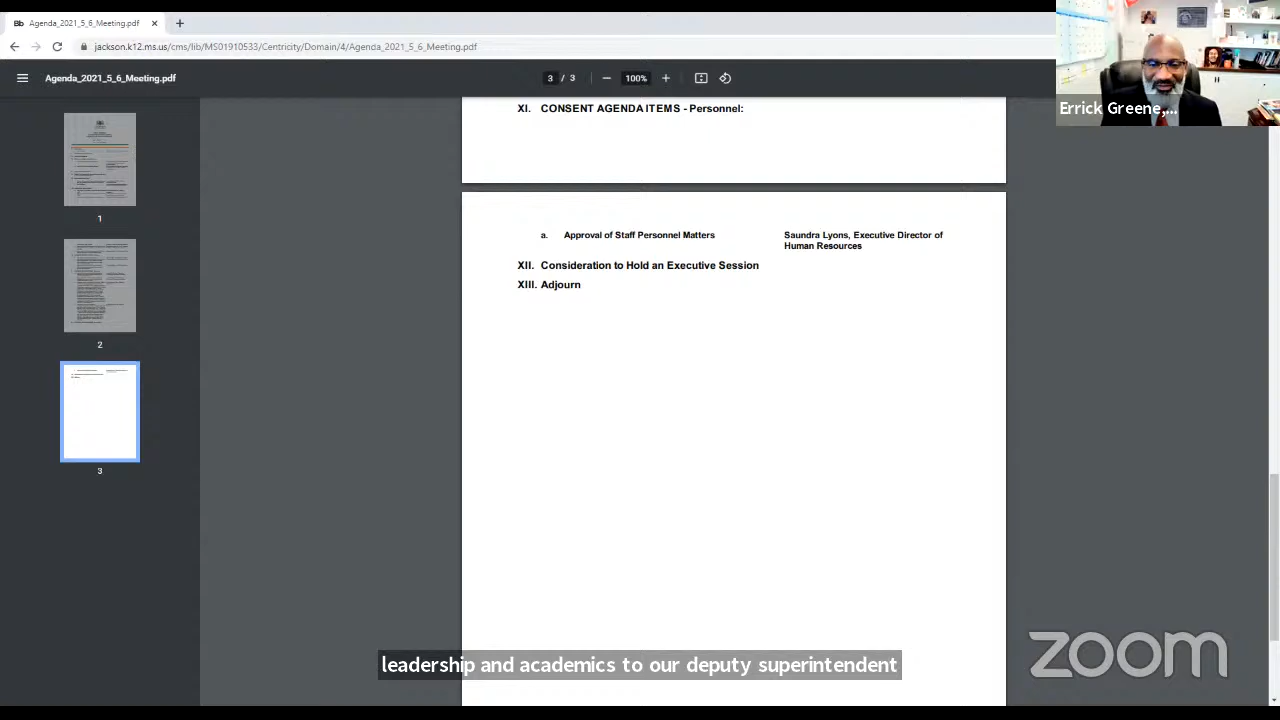 Bb Agenda_2021_5_6_Meeting.pdf
jackson.k12.ms.us/cms/lib/MS01910533/Centricity/Domain/4/Agenda_2021_5_6_Meeting.pdf
Agenda_2021_5_6_Meeting.pdf
3 / 3
100%
XI. CONSENT AGENDA ITEMS - Personnel:
a. Approval of Staff Personnel Matters
Saundra Lyons, Executive Director of
Human Resources
XII. Consideration to Hold an Executive Session
XIII. Adjourn
1
2
3
Errick Greene,...
leadership and academics to our deputy superintendent
zoom